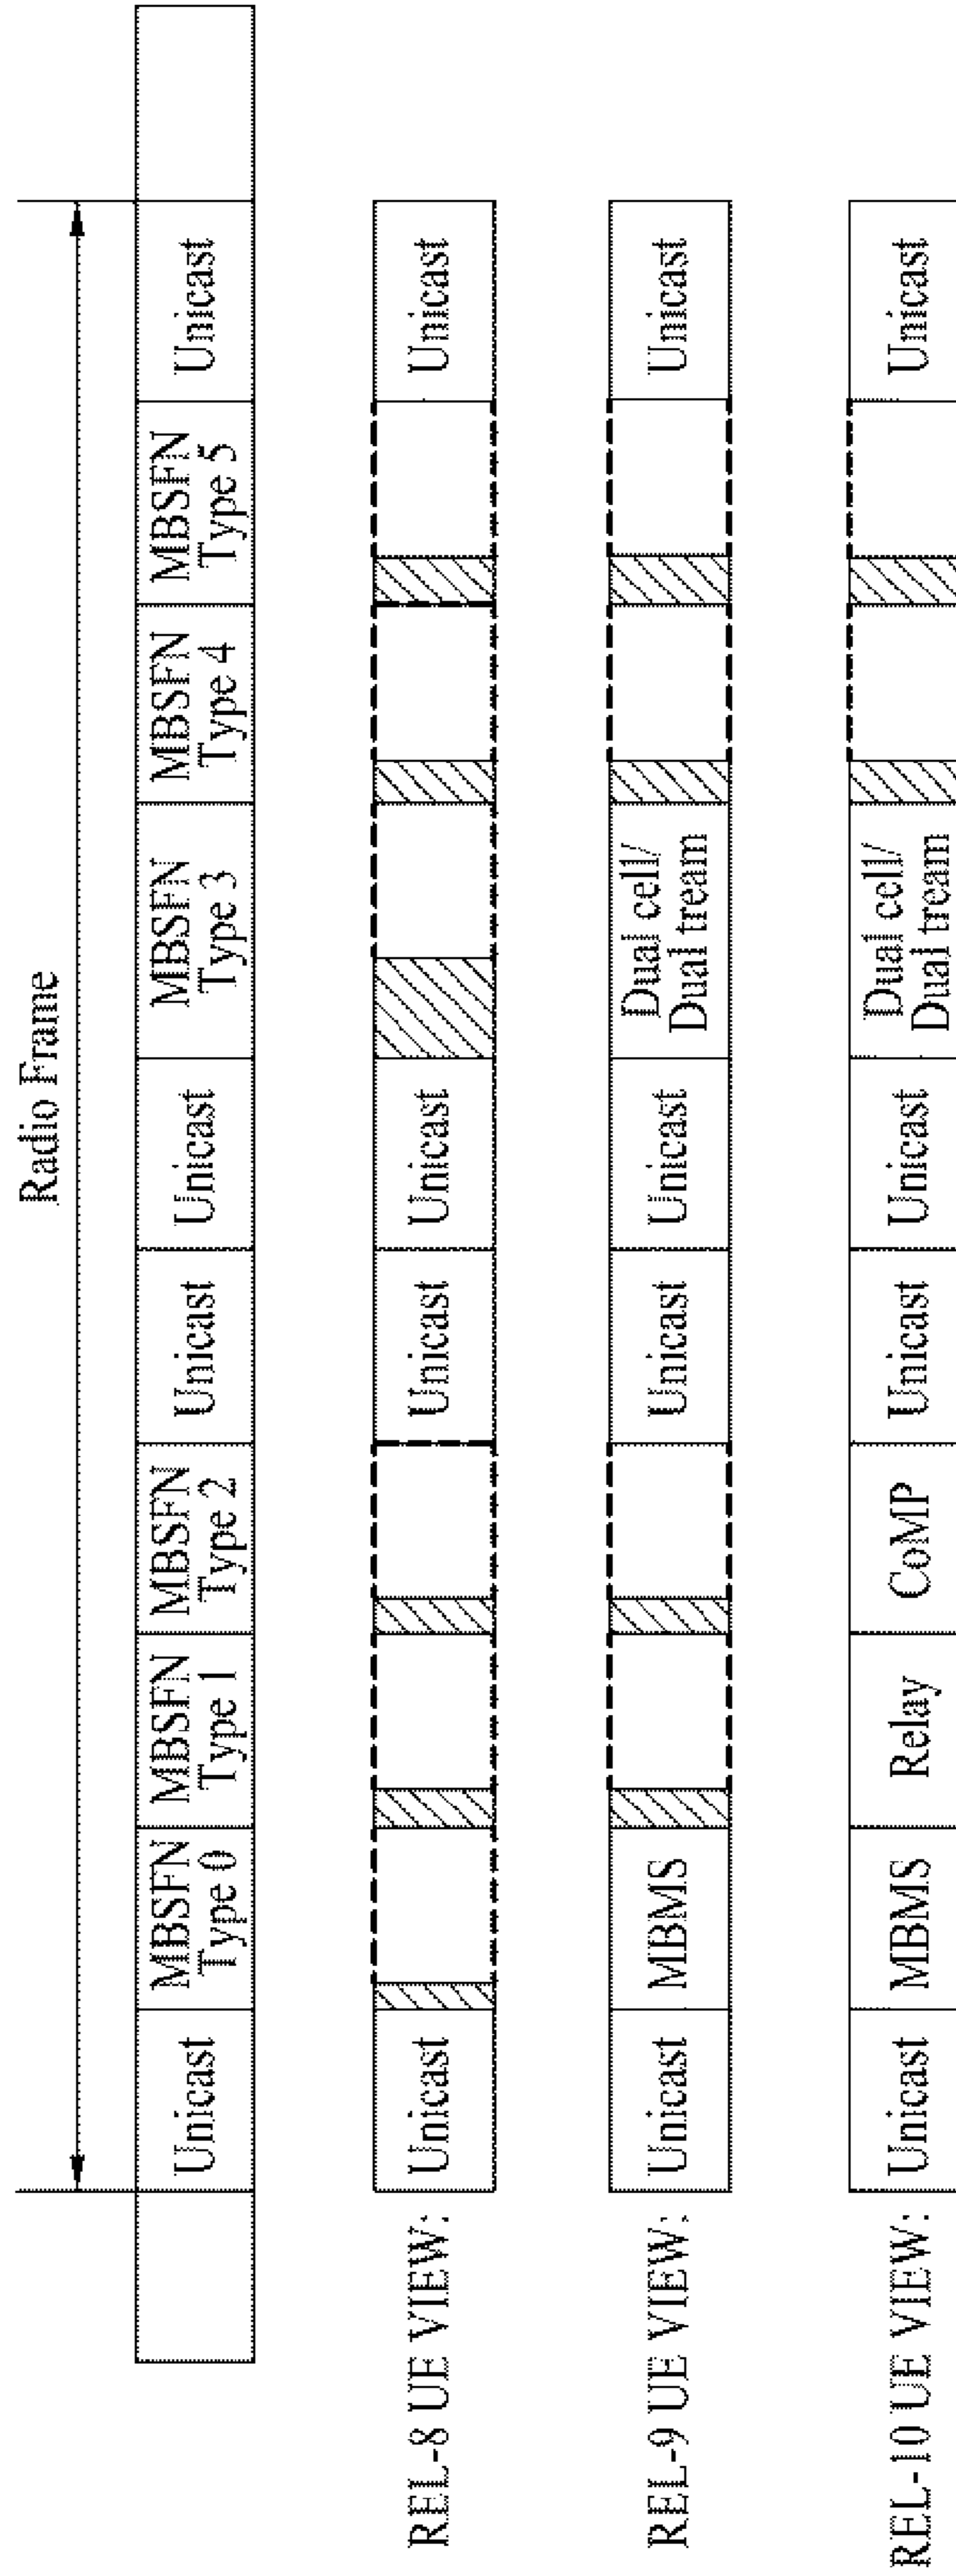 Radio Frame
Unicast
MBSFN
Type 0
MBSFN
Type 1
MBSFN
Type 2
Unicast
Unicast
MBSFN
Type 3
MBSFN
Type 4
MBSFN
Type 5
Unicast
REL-8 UE VIEW:
Unicast
Unicast
Unicast
Unicast
REL-9 UE VIEW:
Unicast
MBMS
Unicast
Unicast
Dual cell/
Dual tream
Unicast
REL-10 UE VIEW:
Unicast
MBMS
Relay
CoMP
Unicast
Unicast
Dual cell/
Dual tream
Unicast